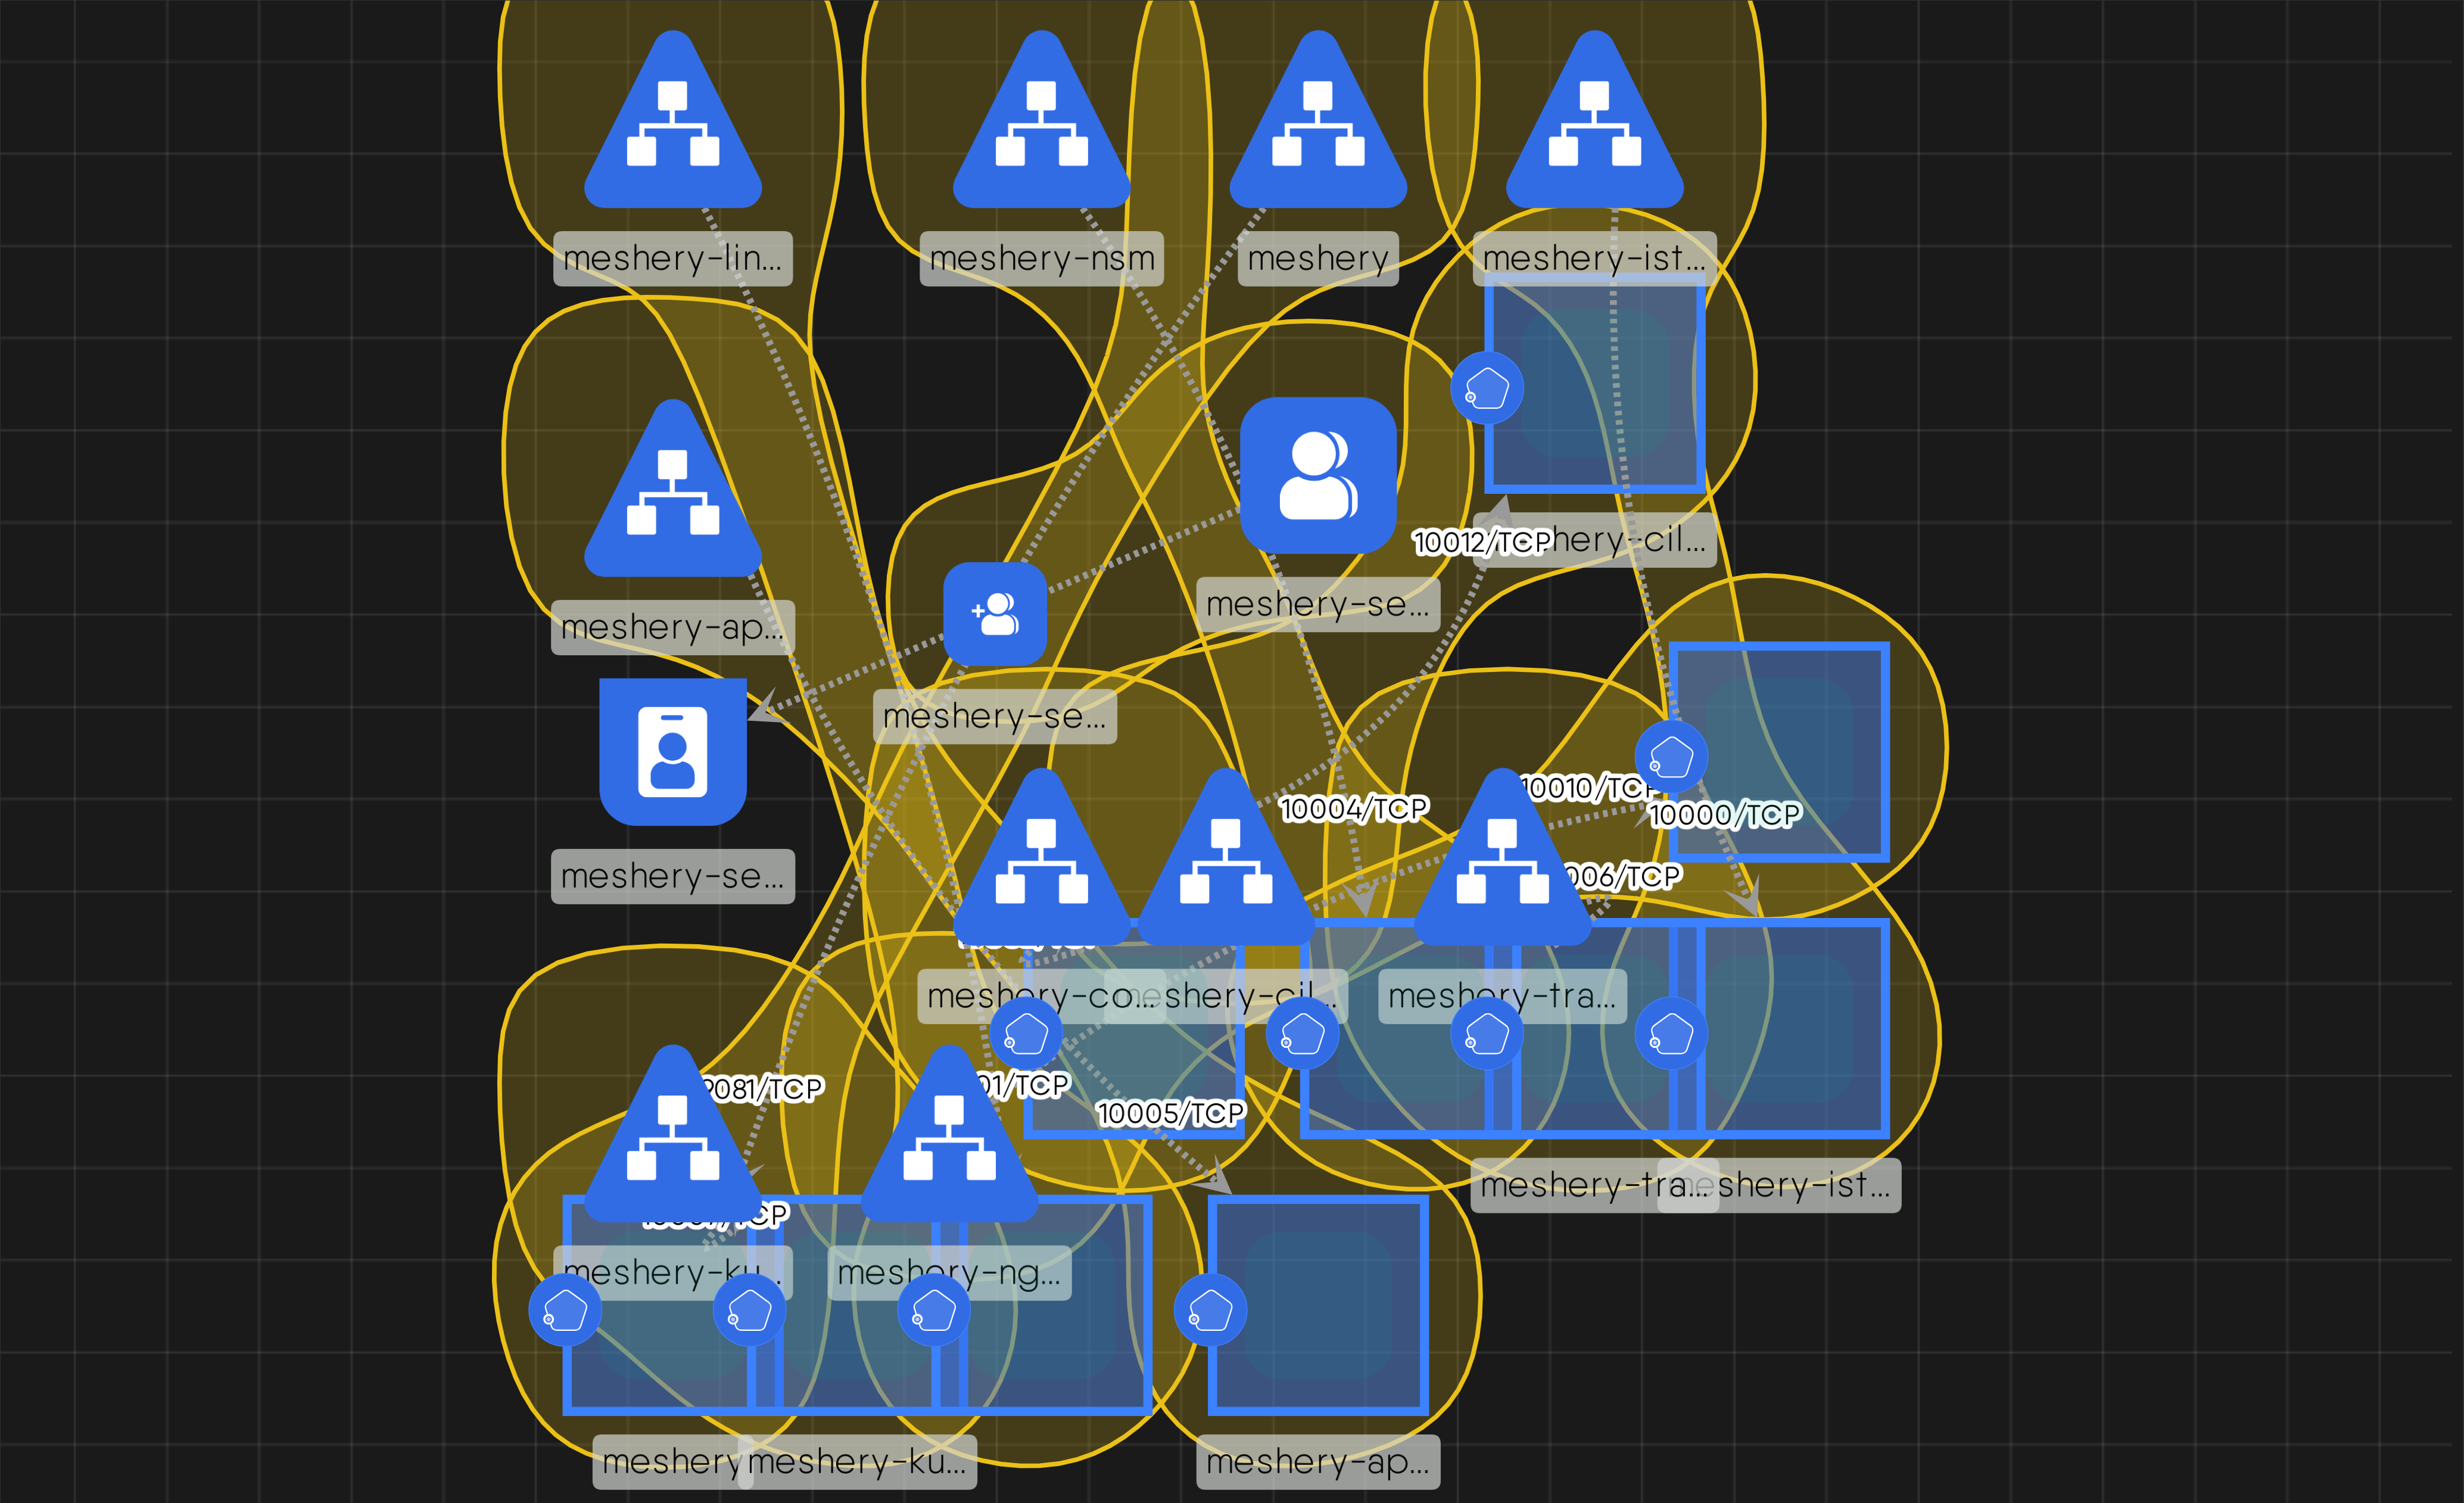 meshery-lin...
meshery-nsm
meshery
meshery-ist...
10012/TCP
hery-cil...
meshery-se...
meshery-ap...
meshery-se...
10004/TCP
10010/TCP
10000/TCP
meshery-se...
006/TCP
meshery-co...
eshery-cil...
meshery-tra...
9081/TCP
01/TCP
10005/TCP
meshery-tra...
eshery-ist...
meshery-ku...
meshery-ng...
meshery
meshery-ku...
meshery-ap...